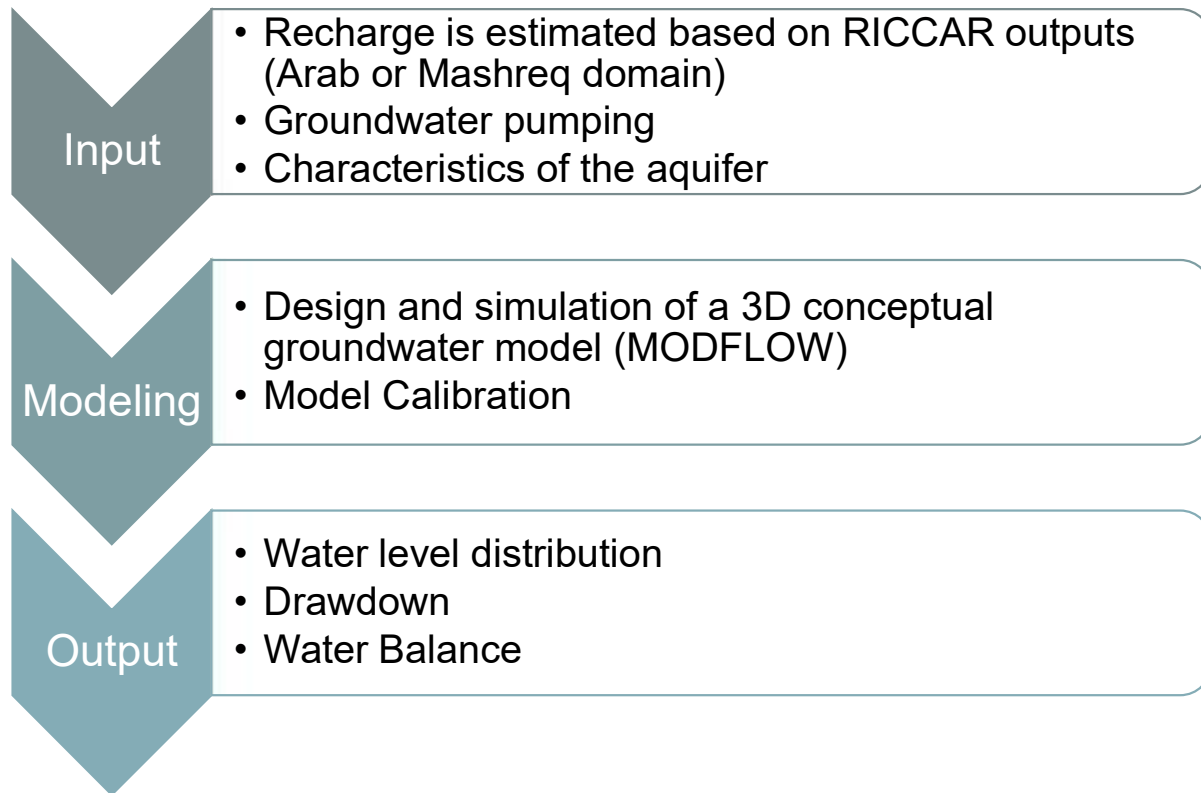 Input
• Recharge is estimated based on RICCAR outputs
(Arab or Mashreq domain)
• Groundwater pumping
• Characteristics of the aquifer
Modeling
• Design and simulation of a 3D conceptual
groundwater model (MODFLOW)
• Model Calibration
Output
• Water level distribution
• Drawdown
• Water Balance